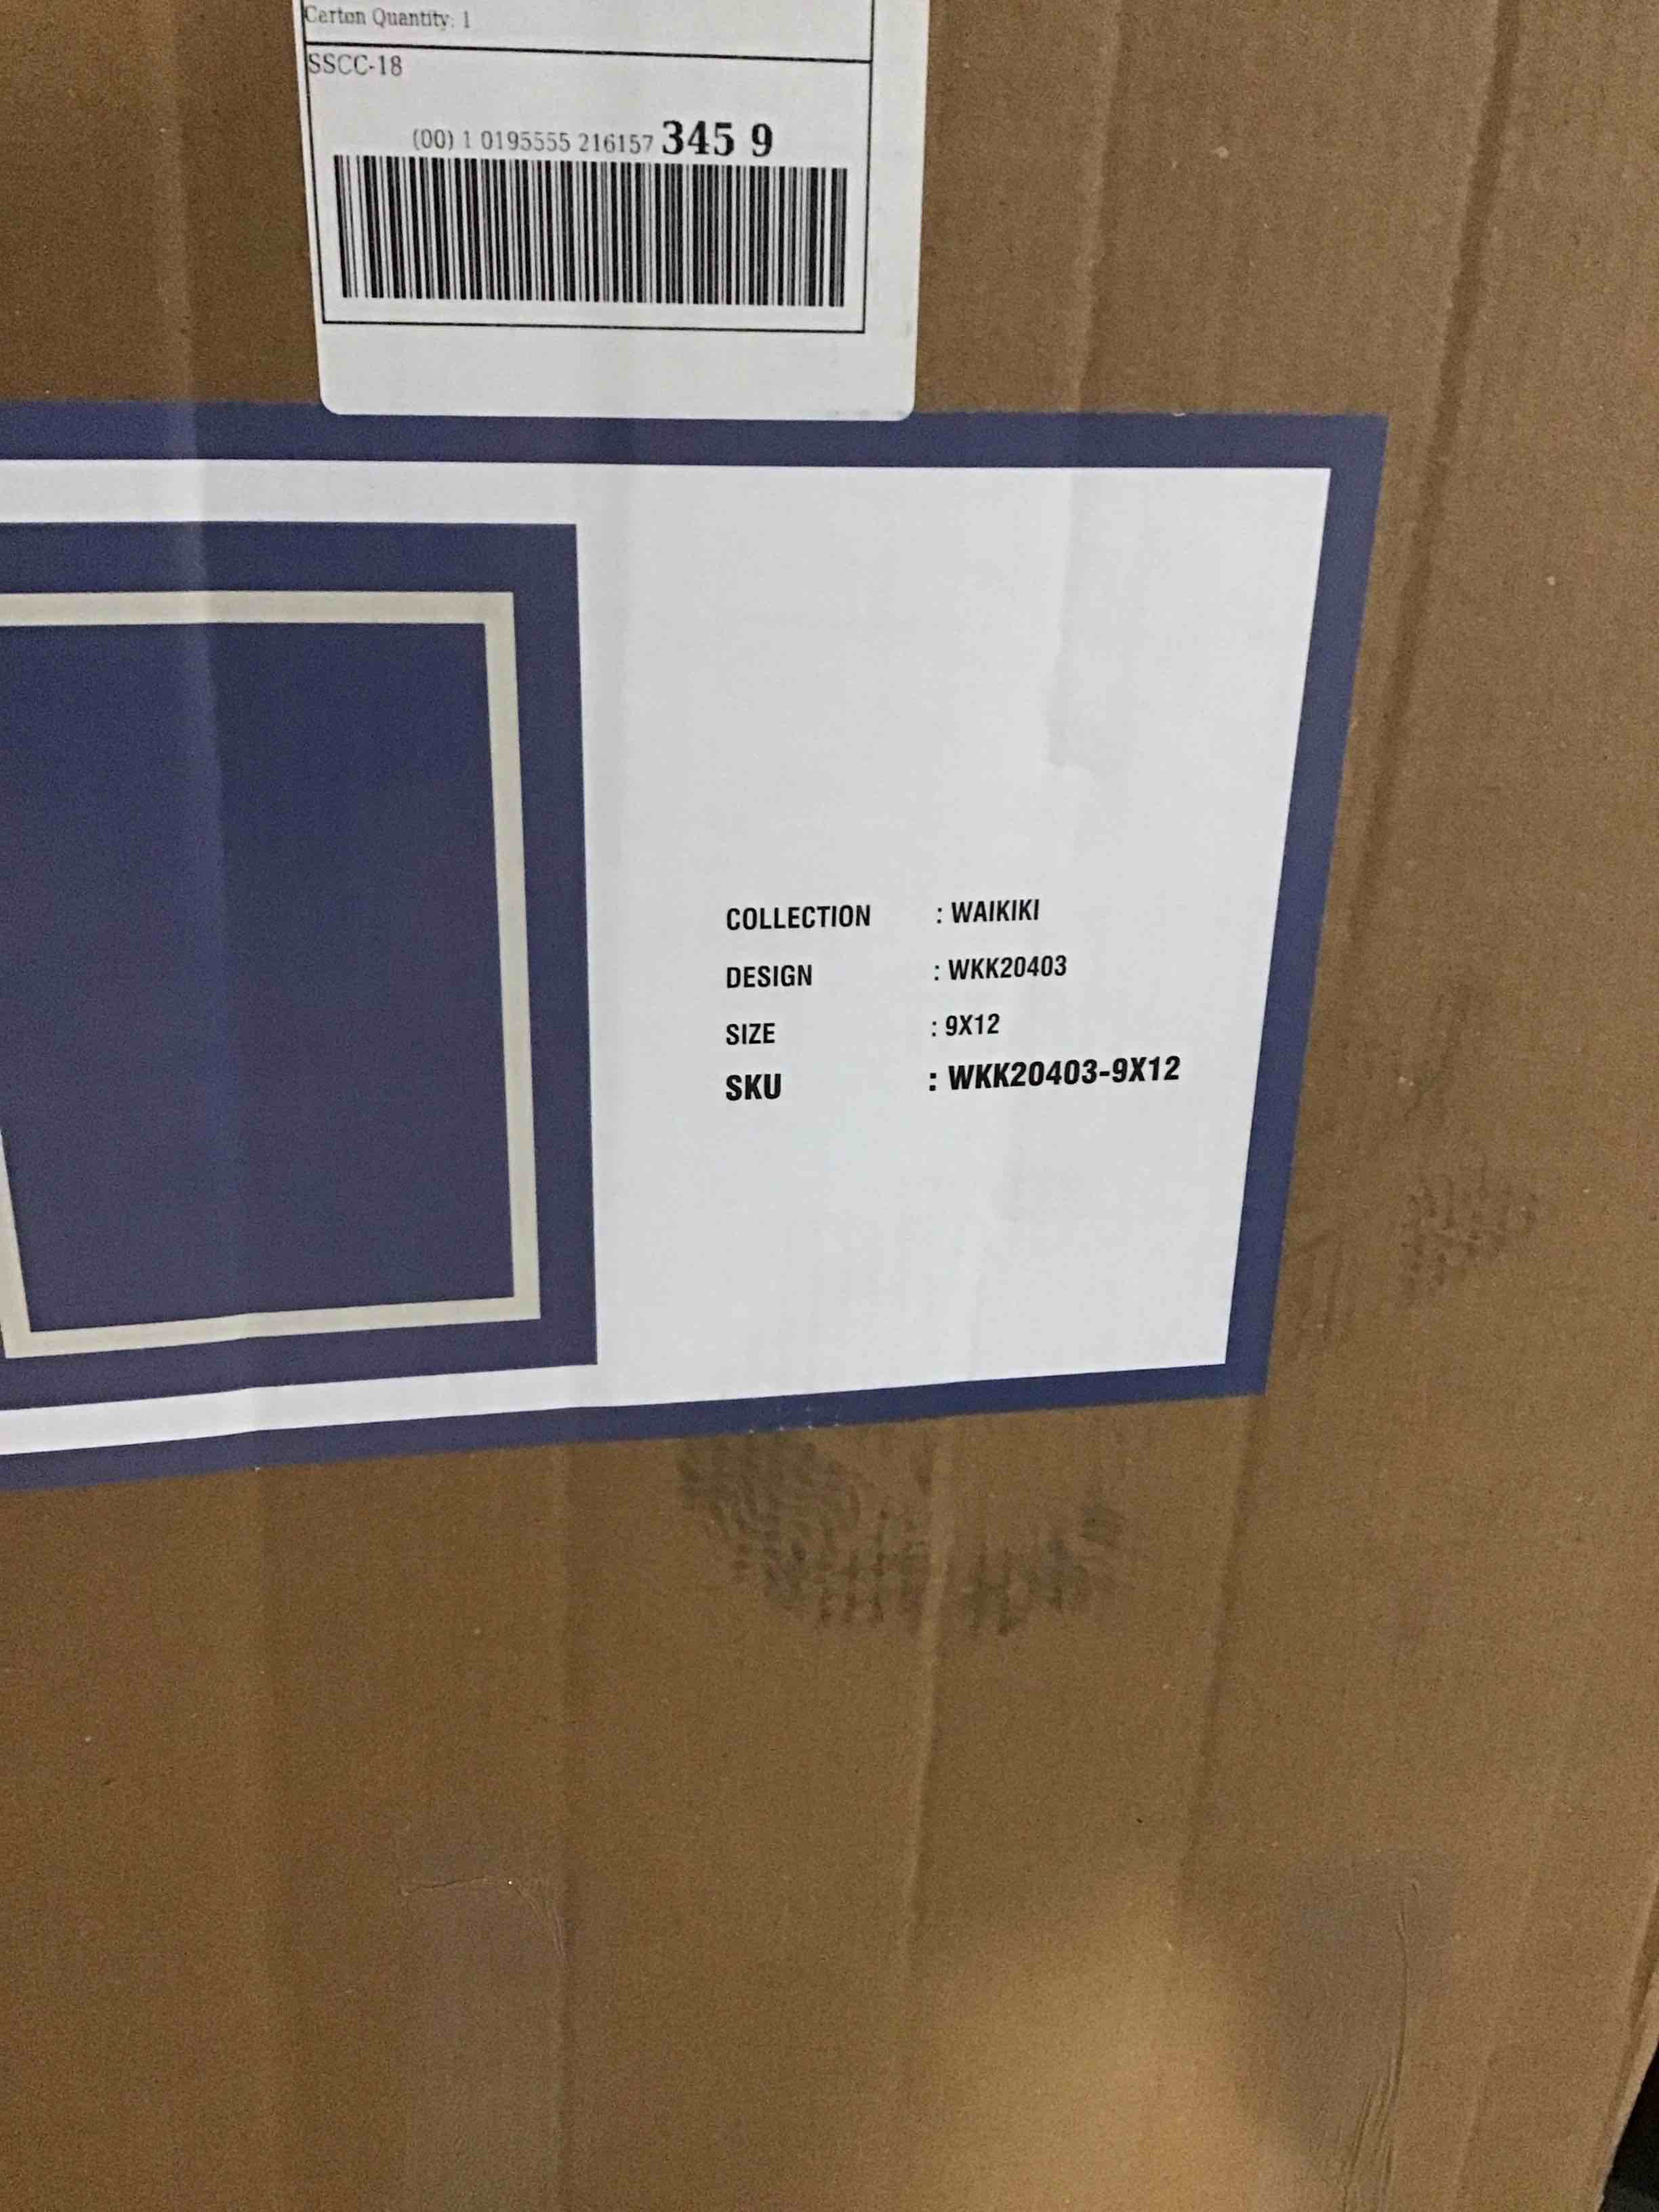 Carton Quantity: 1
SSCC-18
(00) 1 0195555 216157 345 9
COLLECTION : WAIKIKI
DESIGN : WKK20403
SIZE : 9X12
SKU : WKK20403-9X12